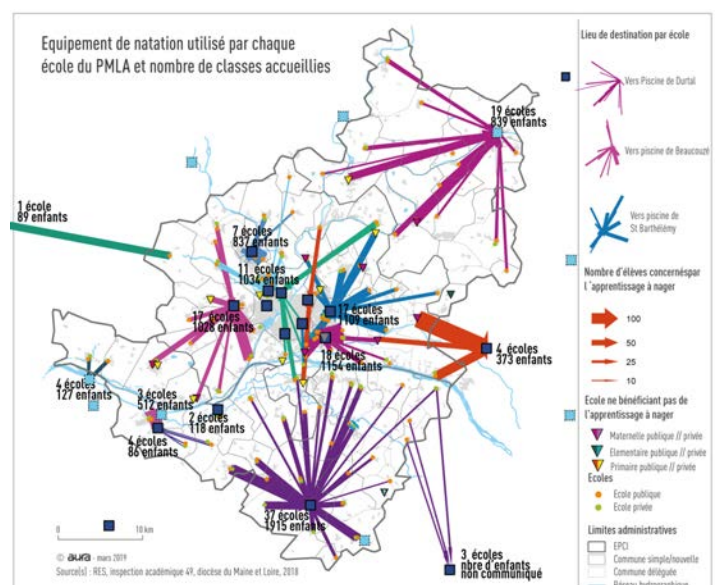 Equipement de natation utilisé par chaque
école du PMLA et nombre de classes accueillies
19 écoles
839 enfants
1 école
89 enfants
7 écoles
837 enfants
11 écoles
1034 enfants
17 écoles
1028 enfants
17 écoles
1109 enfants
18 écoles
1154 enfants
4 écoles
373 enfants
4 écoles
127 enfants
3 écoles
512 enfants
2 écoles
118 enfants
4 écoles
86 enfants
37 écoles
1915 enfants
3 écoles
nbre d'enfants
non communiqué
0 10 km
© aura - mars 2019
Source(s) : RES, inspection académique 49, diocèse du Maine et Loire, 2018
Lieu de destination par école
Vers Piscine de Durtal
Vers piscine de Beaucouzé
Vers piscine de
St Barthélémy
Nombre d'élèves concernéspar
l'apprentissage à nager
100
50
25
10
Ecole ne bénéficiant pas de
l'apprentissage à nager
Maternelle publique // privée
Elementaire publique // privée
Primaire publique // privée
Ecoles
Ecole publique
Ecole privée
Limites administratives
EPCI
Commune simple/nouvelle
Commune déléguée
Réseau hydrographique